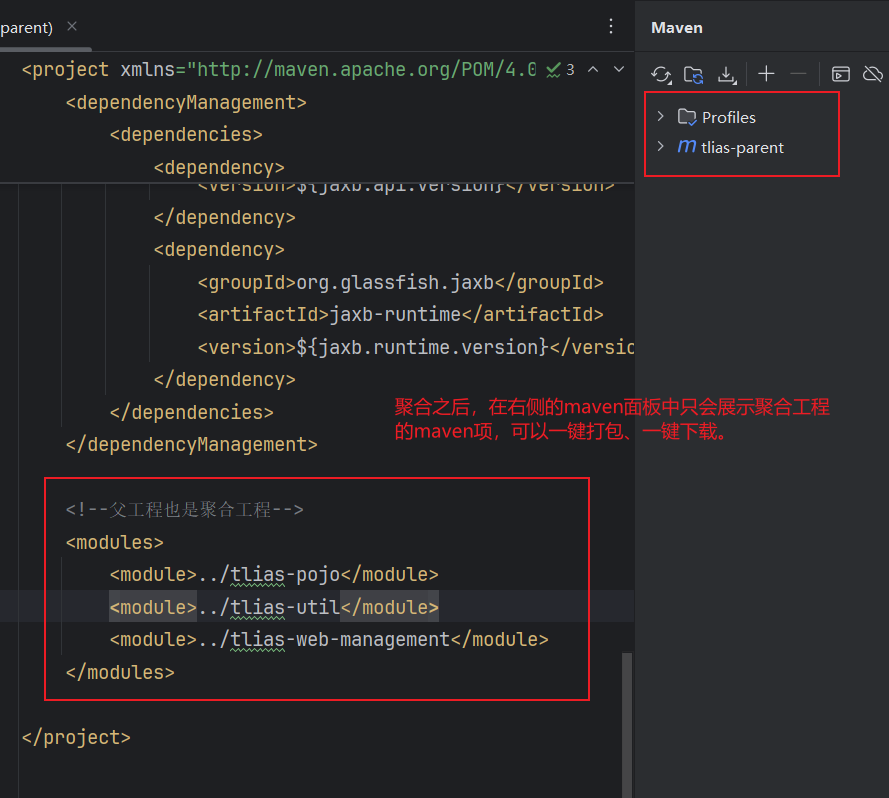 parent)
Maven
<project xmlns="http://maven.apache.org/POM/4.0
3
<dependencyManagement>
<dependencies>
<dependency>
<version>${jaxb.api.version}</version>
</dependency>
<dependency>
<groupId>org.glassfish.jaxb</groupId>
<artifactId>jaxb-runtime</artifactId>
<version>${jaxb.runtime.version}</versio
</dependency>
</dependencies>
</dependencyManagement>
<!--父工程也是聚合工程-->
<modules>
<module>../tlias-pojo</module>
<module>../tlias-util</module>
<module>../tlias-web-management</module>
</modules>
</project>
Profiles
m tlias-parent
聚合之后，在右侧的maven面板中只会展示聚合工程
的maven项，可以一键打包、一键下载。